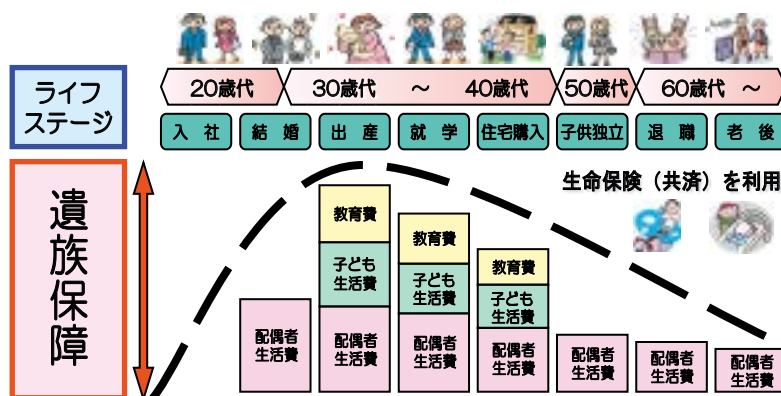 ライフ
ステージ
20歳代
30歳代 ～ 40歳代
50歳代
60歳代 ～
入 社
結 婚
出 産
就 学
住宅購入
子供独立
退 職
老 後
遺族保障
生命保険（共済）を利用
配偶者
生活費
教育費
子ども
生活費
配偶者
生活費
教育費
子ども
生活費
配偶者
生活費
教育費
子ども
生活費
配偶者
生活費
配偶者
生活費
配偶者
生活費
配偶者
生活費